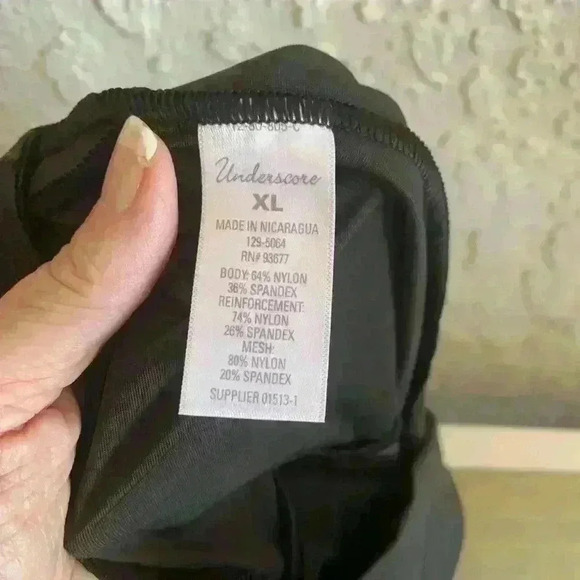 Underscore
XL
MADE IN NICARAGUA
129-5064
RN# 93677
BODY: 64% NYLON
36% SPANDEX
REINFORCEMENT:
74% NYLON
26% SPANDEX
MESH:
80% NYLON
20% SPANDEX
SUPPLIER 01513-1